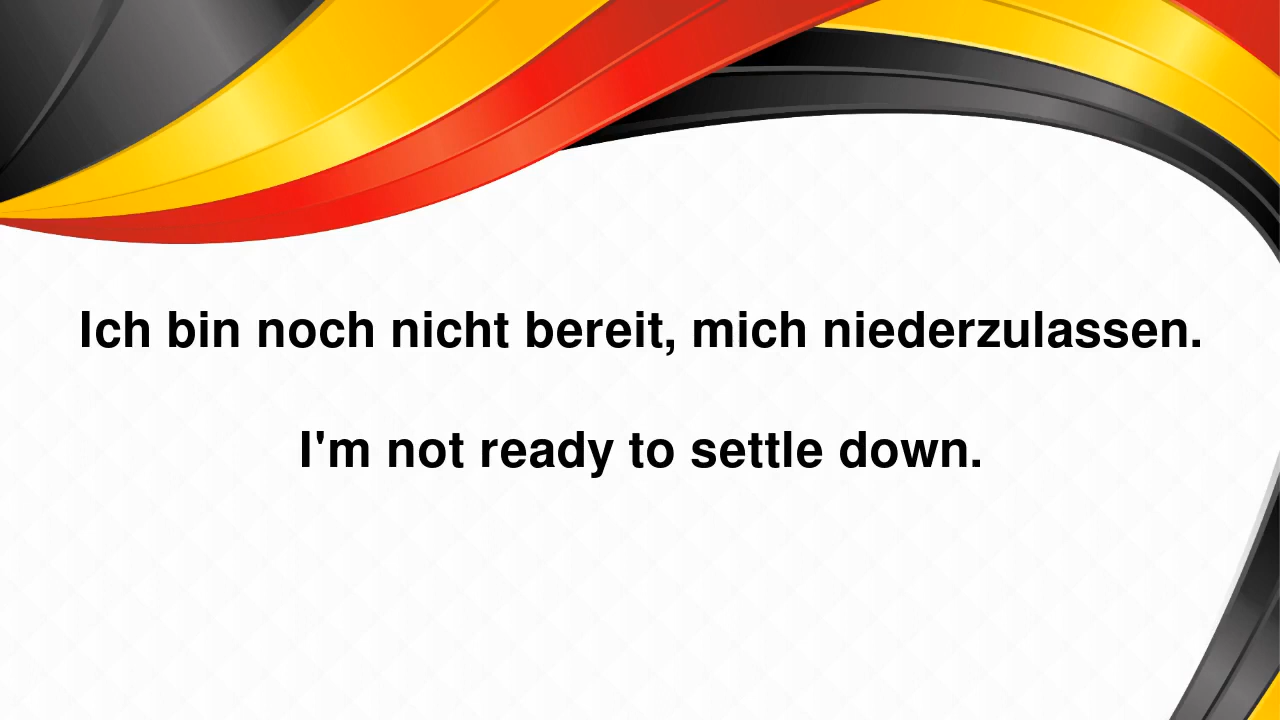 Ich bin noch nicht bereit, mich niederzulassen.
I'm not ready to settle down.